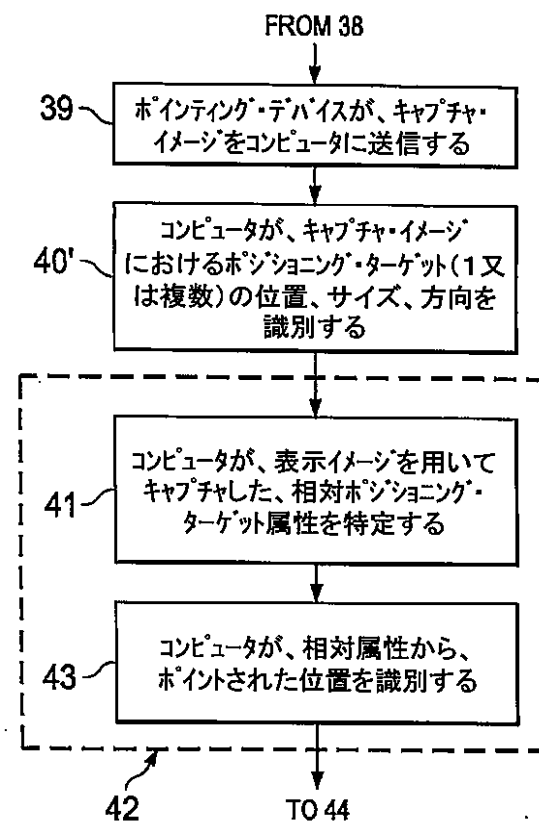 FROM 38
39
ポインティング・デバイスが、キャプチャ・
イメージをコンピュータに送信する
40'
コンピュータが、キャプチャ・イメージ
におけるポジショニング・ターゲット(1又
は複数)の位置、サイズ、方向を
識別する
41
コンピュータが、表示イメージを用いて
キャプチャした、相対ポジショニング・
ターゲット属性を特定する
43
コンピュータが、相対属性から、
ポイントされた位置を識別する
42
TO 44